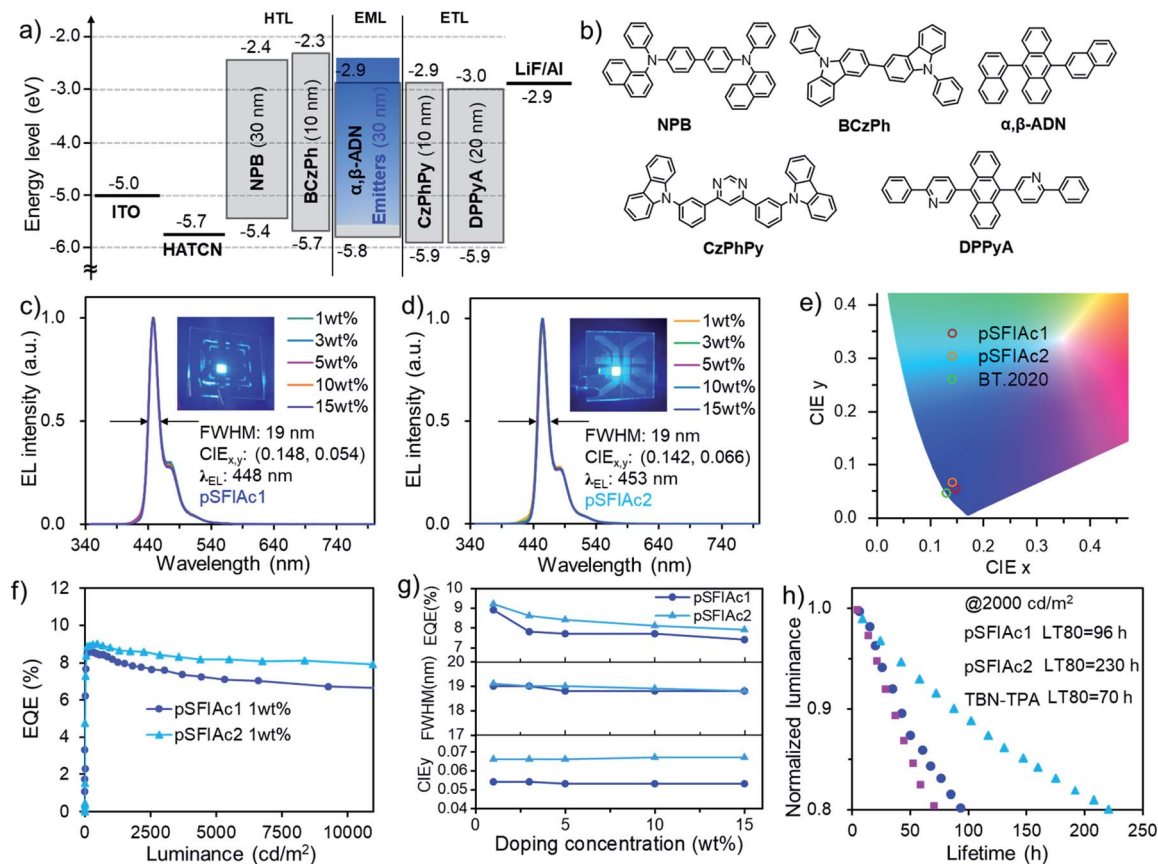 a)
HTL
EML
ETL
Energy level (eV)
-2.0
-3.0
-4.0
-5.0
-6.0
-2.4
-2.3
-2.9
-2.9
-3.0
LiF/Al
-2.9
-5.0
ITO
-5.7
HATCN
NPB (30 nm)
BCzPh (10 nm)
α,β-ADN
Emitters (30 nm)
CzPhPy (10 nm)
DPPyA (20 nm)
-5.4
-5.7
-5.8
-5.9
-5.9
b)
N
N
NPB
N
N
BCzPh
α,β-ADN
N
N
N
N
CzPhPy
N
N
DPPyA
c)
EL intensity (a.u.)
1.0
0.5
0.0
1wt%
3wt%
5wt%
10wt%
15wt%
FWHM: 19 nm
CIEx,y: (0.148, 0.054)
λEL: 448 nm
pSFIAc1
340 440 540 640 740
Wavelength (nm)
d)
EL intensity (a.u.)
1.0
0.5
0.0
1wt%
3wt%
5wt%
10wt%
15wt%
FWHM: 19 nm
CIEx,y: (0.142, 0.066)
λEL: 453 nm
pSFIAc2
340 440 540 640 740
Wavelength (nm)
e)
CIE y
0.4
0.3
0.2
0.1
0.0
pSFIAc1
pSFIAc2
BT.2020
0.0 0.1 0.2 0.3 0.4
CIE x
f)
EQE (%)
12
10
8
6
4
2
0
pSFIAc1 1wt%
pSFIAc2 1wt%
0 2500 5000 7500 10000
Luminance (cd/m²)
g)
EQE(%)
10
9
8
7
pSFIAc1
pSFIAc2
FWHM(nm)
20
19
18
17
CIEy
0.07
0.06
0.05
0.04
0 5 10 15
Doping concentration (wt%)
h)
Normalized luminance
1.0
0.9
0.8
@2000 cd/m²
pSFIAc1 LT80=96 h
pSFIAc2 LT80=230 h
TBN-TPA LT80=70 h
0 50 100 150 200 250
Lifetime (h)